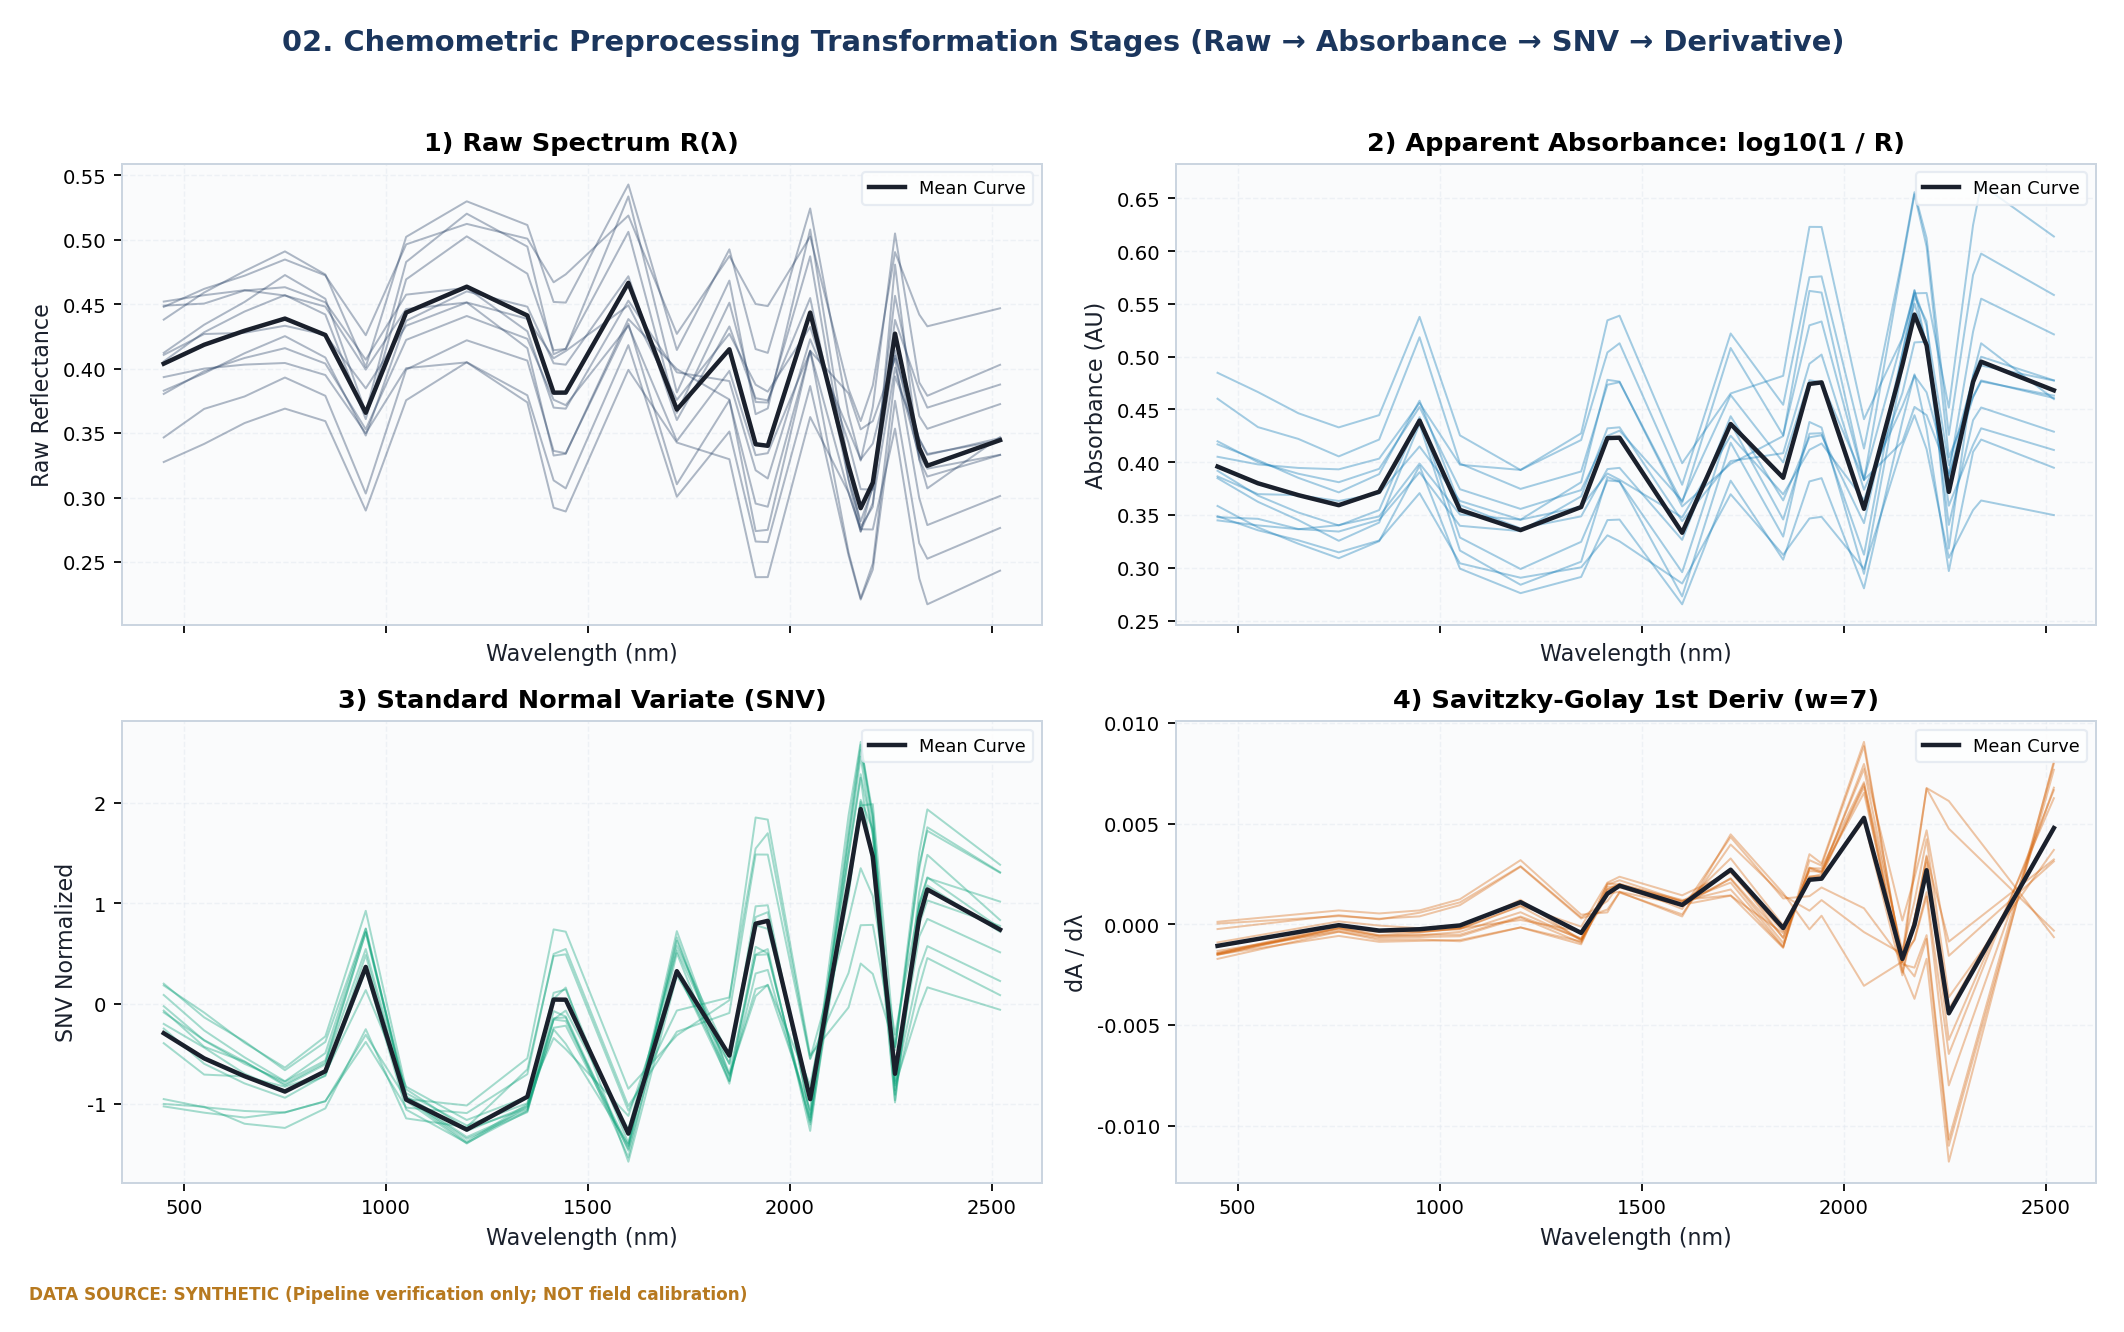 02. Chemometric Preprocessing Transformation Stages (Raw → Absorbance → SNV → Derivative)
1) Raw Spectrum R(λ)
Mean Curve
0.55
0.50
0.45
0.40
0.35
0.30
0.25
Raw Reflectance
Wavelength (nm)
2) Apparent Absorbance: log10(1 / R)
Mean Curve
0.65
0.60
0.55
0.50
0.45
0.40
0.35
0.30
0.25
Absorbance (AU)
Wavelength (nm)
3) Standard Normal Variate (SNV)
Mean Curve
2
1
0
-1
SNV Normalized
500 1000 1500 2000 2500
Wavelength (nm)
4) Savitzky-Golay 1st Deriv (w=7)
Mean Curve
0.010
0.005
0.000
-0.005
-0.010
dA / dλ
500 1000 1500 2000 2500
Wavelength (nm)
DATA SOURCE: SYNTHETIC (Pipeline verification only; NOT field calibration)